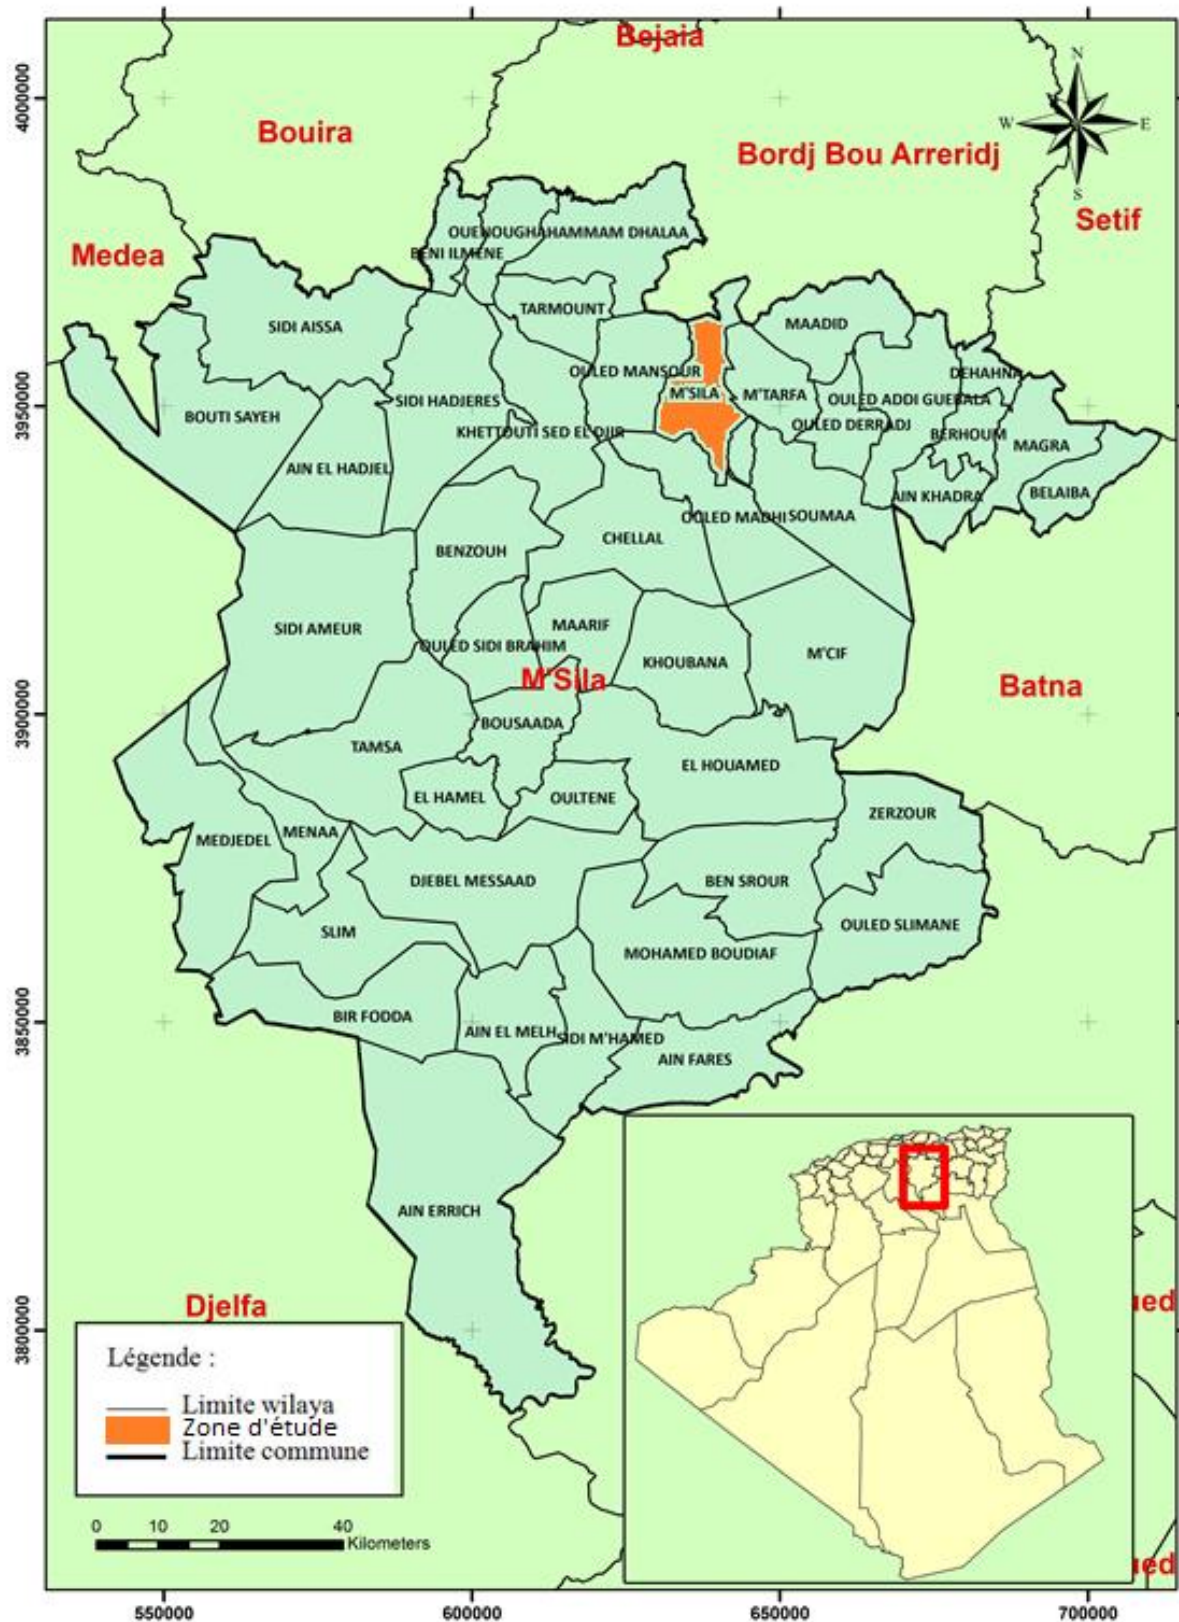 Bejaia
N
4000000
Bouira
W
E
Bordj Bou Arreridj
S
Setif
OUENOUGHA
HAMMAM DHALAA
Medea
BENI ILMENE
TARMOUNT
SIDI AISSA
MAADID
OUELED MANSOUR
DEHAHNA
M'SILA
M'TARFA
3950000
SIDI HADJERES
OULED ADDI GUEBALA
BOUTI SAYEH
OULED DERRADJ
KHETTOUTI SED EL DJIR
BERHOUM
MAGRA
AIN EL HADJEL
AIN KHADRA
BELAIBA
OULED MADHI
SOUMAA
CHELLAL
BENZOUH
MAARIF
SIDI AMEUR
OULED SIDI BRAHIM
M'CIF
KHOUBANA
M'Sila
Batna
3900000
BOUSAADA
TAMSA
EL HOUAMED
EL HAMEL
OULTENE
ZERZOUR
MENAA
MEDJEDEL
DJEBEL MESSAAD
BEN SROUR
OULED SLIMANE
SLIM
MOHAMED BOUDIAF
3850000
BIR FODDA
AIN EL MELH
SIDI M'HAMED
AIN FARES
AIN ERRICH
Djelfa
ued
3800000
Légende :
Limite wilaya
Zone d'étude
Limite commune
0 10 20 40
Kilometers
ued
550000
600000
650000
700000